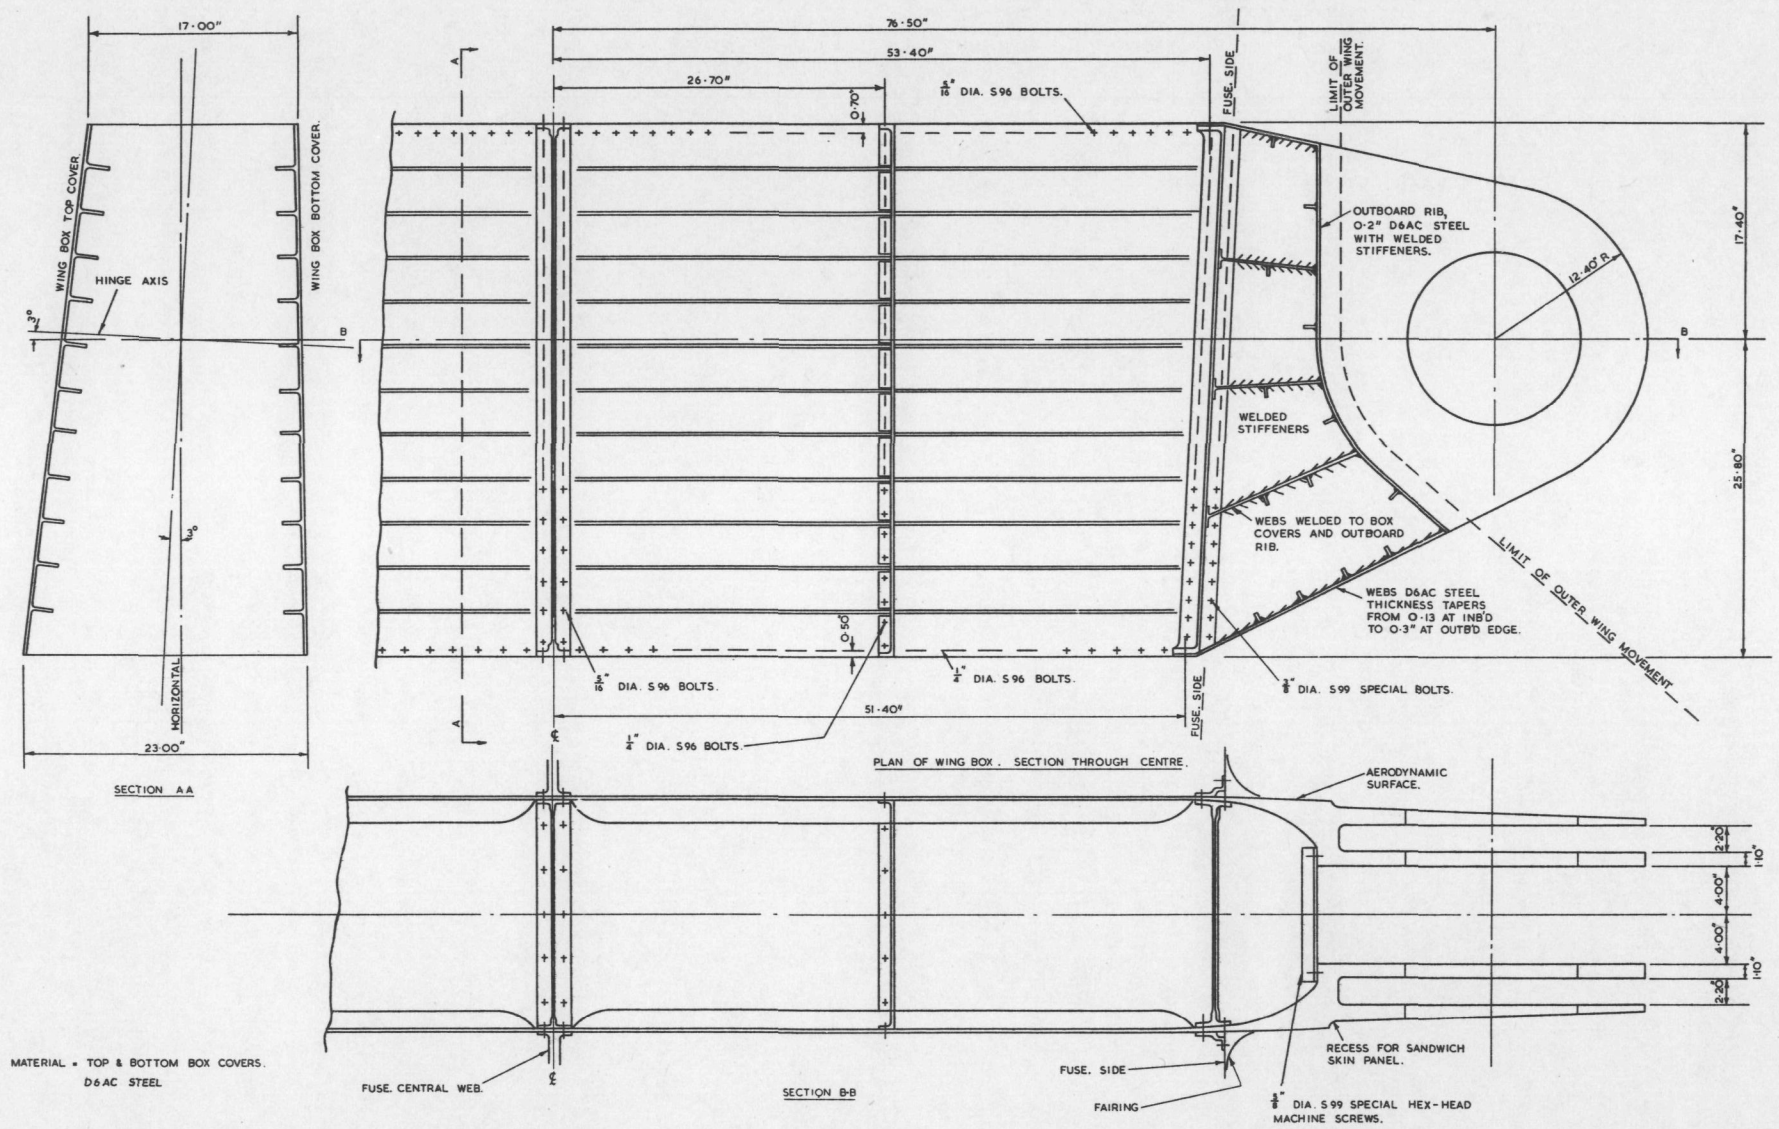 17·00"
76·50"
53·40"
26·70"
5/16" DIA. S96 BOLTS.
0·70"
FUSE. SIDE
LIMIT OF
OUTER WING
MOVEMENT.
A
WING BOX TOP COVER.
WING BOX BOTTOM COVER.
HINGE AXIS
3°
B
B
OUTBOARD RIB,
0·2" D6AC STEEL
WITH WELDED
STIFFENERS.
12·40" R
17·40"
WELDED
STIFFENERS
25·80"
3°
WEBS WELDED TO BOX
COVERS AND OUTBOARD
RIB.
LIMIT OF OUTER WING MOVEMENT
WEBS D6AC STEEL
THICKNESS TAPERS
FROM 0·13 AT INB'D
TO 0·3" AT OUTB'D EDGE.
0·50"
HORIZONTAL
5/16" DIA. S96 BOLTS.
1/4" DIA. S96 BOLTS.
3/8" DIA. S99 SPECIAL BOLTS.
FUSE. SIDE
51·40"
A
23·00"
℄
1/4" DIA. S96 BOLTS.
SECTION AA
PLAN OF WING BOX. SECTION THROUGH CENTRE.
AERODYNAMIC
SURFACE.
2·20"
1·10"
4·00"
4·00"
1·10"
2·20"
RECESS FOR SANDWICH
SKIN PANEL.
MATERIAL = TOP & BOTTOM BOX COVERS.
D6AC STEEL
FUSE. CENTRAL WEB.
℄
SECTION B-B
FUSE. SIDE
FAIRING
5/8" DIA. S99 SPECIAL HEX-HEAD
MACHINE SCREWS.